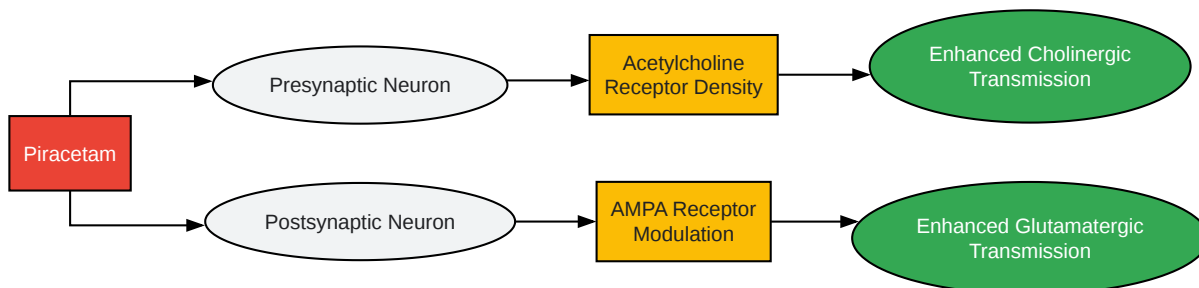 Piracetam
Presynaptic Neuron
Acetylcholine
Receptor Density
Enhanced Cholinergic
Transmission
Postsynaptic Neuron
AMPA Receptor
Modulation
Enhanced Glutamatergic
Transmission